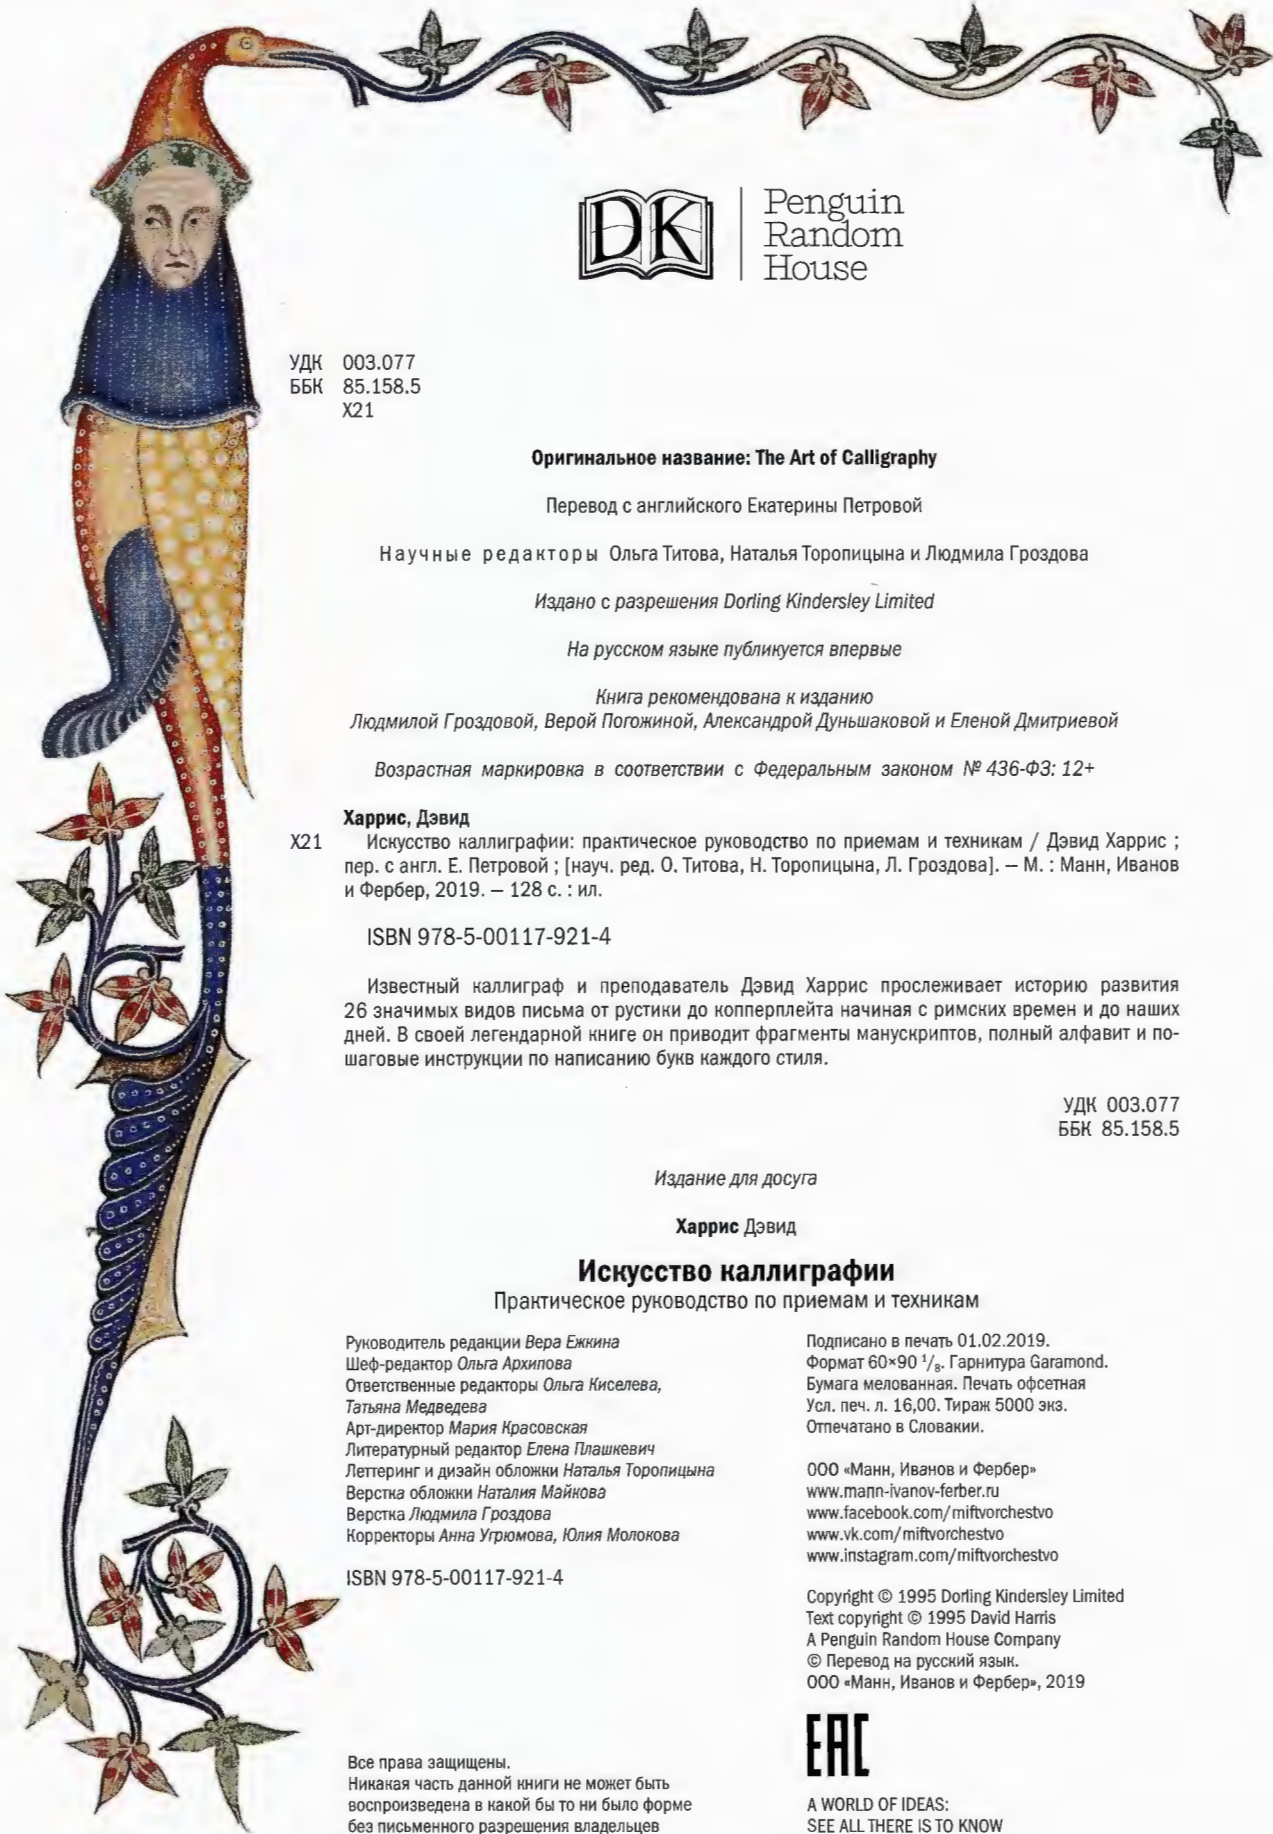 DK
Penguin
Random
House
УДК 003.077
ББК 85.158.5
Х21
Оригинальное название: The Art of Calligraphy
Перевод с английского Екатерины Петровой
Научные редакторы Ольга Титова, Наталья Торопицына и Людмила Гроздова
Издано с разрешения Dorling Kindersley Limited
На русском языке публикуется впервые
Книга рекомендована к изданию
Людмилой Гроздовой, Верой Погожиной, Александрой Дуньшаковой и Еленой Дмитриевой
Возрастная маркировка в соответствии с Федеральным законом № 436-ФЗ: 12+
Харрис, Дэвид
Х21 Искусство каллиграфии: практическое руководство по приемам и техникам / Дэвид Харрис ;
пер. с англ. Е. Петровой ; [науч. ред. О. Титова, Н. Торопицына, Л. Гроздова]. — М. : Манн, Иванов
и Фербер, 2019. — 128 с. : ил.
ISBN 978-5-00117-921-4
Известный каллиграф и преподаватель Дэвид Харрис прослеживает историю развития
26 значимых видов письма от рустики до копперплейта начиная с римских времен и до наших
дней. В своей легендарной книге он приводит фрагменты манускриптов, полный алфавит и по-
шаговые инструкции по написанию букв каждого стиля.
УДК 003.077
ББК 85.158.5
Издание для досуга
Харрис Дэвид
Искусство каллиграфии
Практическое руководство по приемам и техникам
Руководитель редакции Вера Ежкина
Шеф-редактор Ольга Архипова
Ответственные редакторы Ольга Киселева,
Татьяна Медведева
Арт-директор Мария Красовская
Литературный редактор Елена Плашкевич
Леттеринг и дизайн обложки Наталья Торопицына
Верстка обложки Наталия Майкова
Верстка Людмила Гроздова
Корректоры Анна Угрюмова, Юлия Молокова
ISBN 978-5-00117-921-4
Все права защищены.
Никакая часть данной книги не может быть
воспроизведена в какой бы то ни было форме
без письменного разрешения владельцев
Подписано в печать 01.02.2019.
Формат 60×90 1/8. Гарнитура Garamond.
Бумага мелованная. Печать офсетная
Усл. печ. л. 16,00. Тираж 5000 экз.
Отпечатано в Словакии.
ООО «Манн, Иванов и Фербер»
www.mann-ivanov-ferber.ru
www.facebook.com/miftvorchestvo
www.vk.com/miftvorchestvo
www.instagram.com/miftvorchestvo
Copyright © 1995 Dorling Kindersley Limited
Text copyright © 1995 David Harris
A Penguin Random House Company
© Перевод на русский язык.
ООО «Манн, Иванов и Фербер», 2019
ЕАС
A WORLD OF IDEAS:
SEE ALL THERE IS TO KNOW